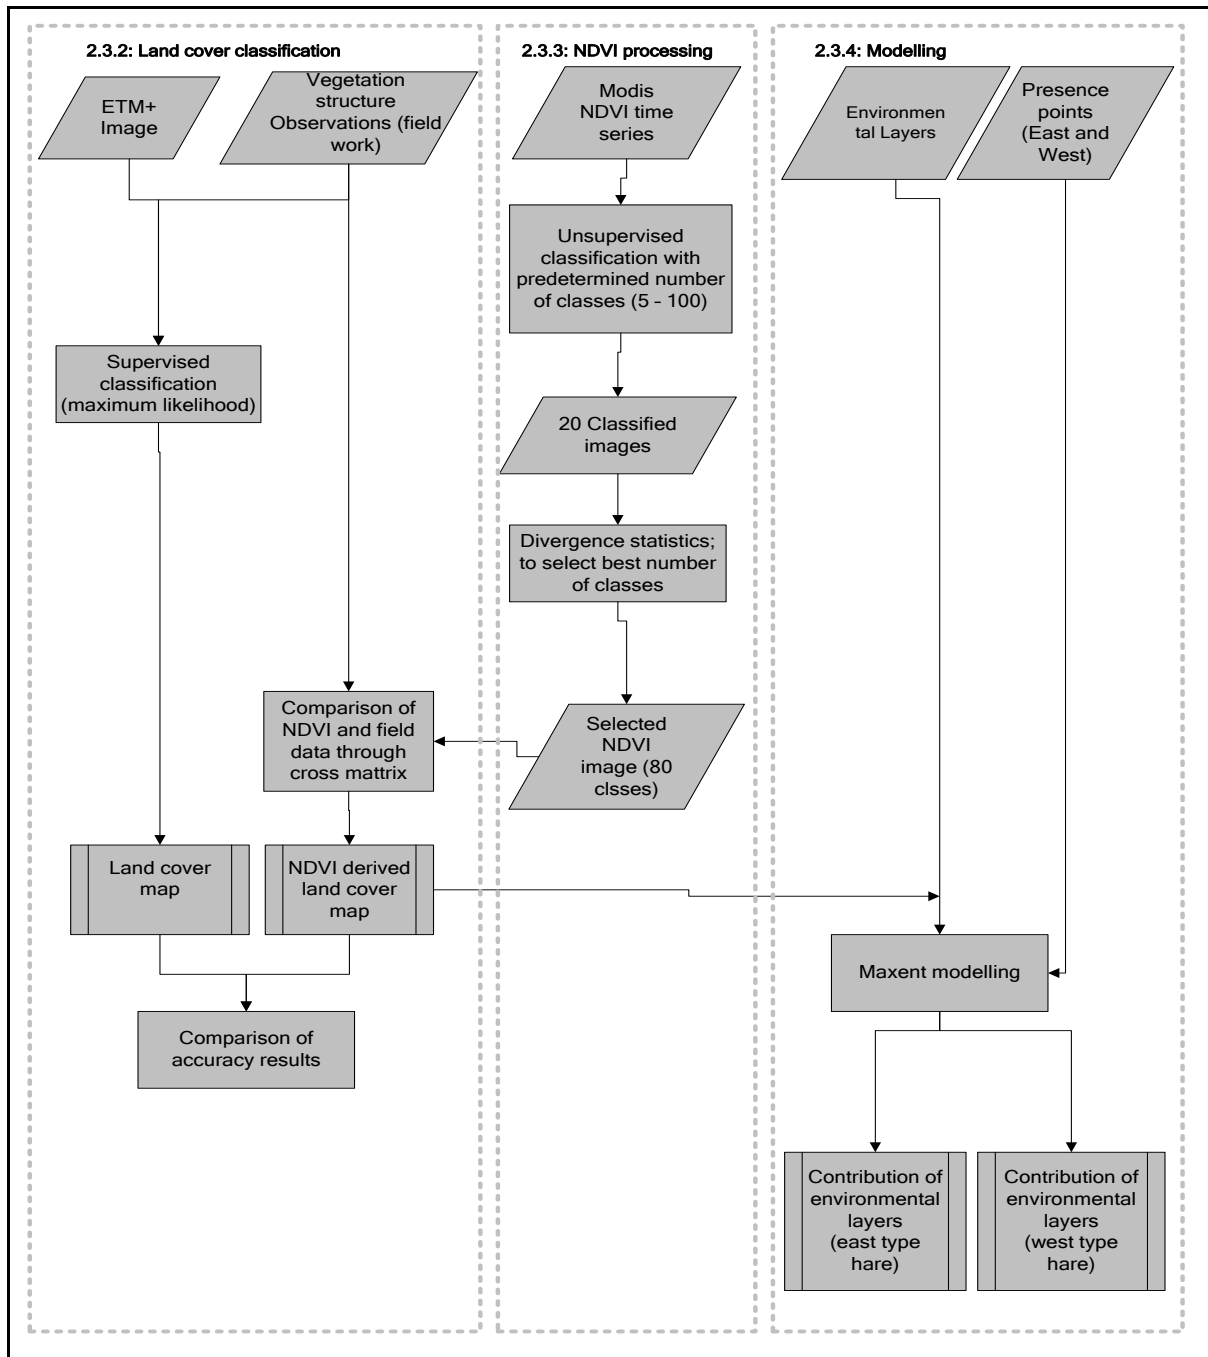 2.3.2: Land cover classification
ETM+
Image
Vegetation
structure
Observations (field
work)
Supervised
classification
(maximum likelihood)
Comparison of
NDVI and field
data through
cross mattrix
Land cover
map
NDVI derived
land cover
map
Comparison of
accuracy results
2.3.3: NDVI processing
Modis
NDVI time
series
Unsupervised
classification with
predetermined number
of classes (5 - 100)
20 Classified
images
Divergence statistics;
to select best number
of classes
Selected
NDVI
image (80
clsses)
2.3.4: Modelling
Environmen
tal Layers
Presence
points
(East and
West)
Maxent modelling
Contribution of
environmental
layers
(east type
hare)
Contribution of
environmental
layers
(west type
hare)